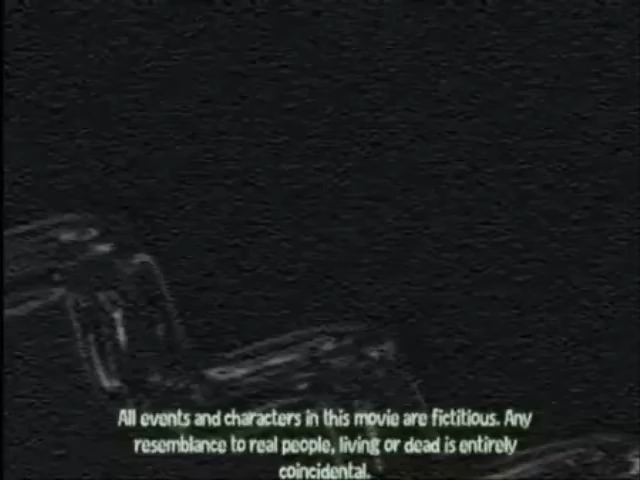 All events and characters in this movie are fictitious. Any
resemblance to real people, living or dead is entirely
coincidental.